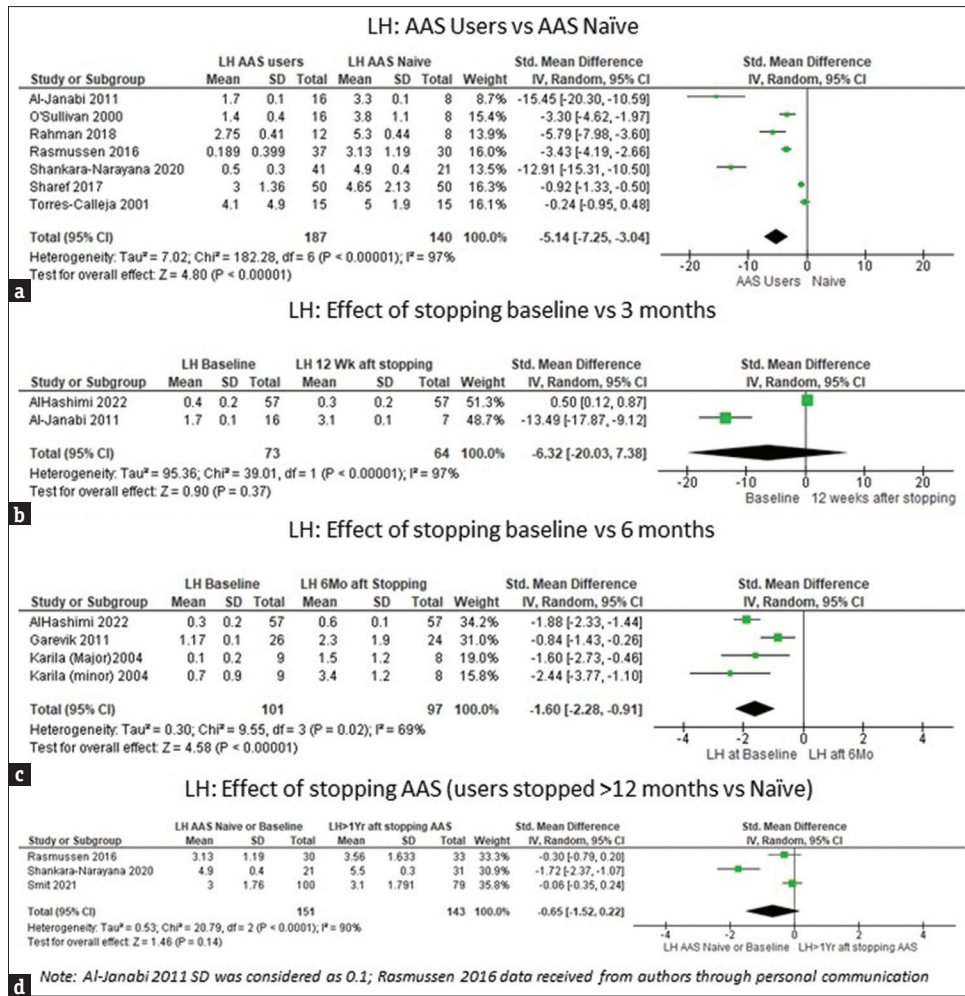 LH: AAS Users vs AAS Naïve
LH AAS users LH AAS Naive Std. Mean Difference Std. Mean Difference
Study or Subgroup Mean SD Total Mean SD Total Weight IV, Random, 95% CI IV, Random, 95% CI
Al-Janabi 2011 1.7 0.1 16 3.3 0.1 8 8.7% -15.45 [-20.30, -10.59]
O'Sullivan 2000 1.4 0.4 16 3.8 1.1 8 15.4% -3.30 [-4.62, -1.97]
Rahman 2018 2.75 0.41 12 5.3 0.44 8 13.9% -5.79 [-7.98, -3.60]
Rasmussen 2016 0.189 0.399 37 3.13 1.19 30 16.0% -3.43 [-4.19, -2.66]
Shankara-Narayana 2020 0.5 0.3 41 4.9 0.4 21 13.5% -12.91 [-15.31, -10.50]
Sharef 2017 3 1.36 50 4.65 2.13 50 16.3% -0.92 [-1.33, -0.50]
Torres-Calleja 2001 4.1 4.9 15 5 1.9 15 16.1% -0.24 [-0.95, 0.48]
Total (95% CI) 187 140 100.0% -5.14 [-7.25, -3.04]
Heterogeneity: Tau² = 7.02; Chi² = 182.28, df = 6 (P < 0.00001); I² = 97%
Test for overall effect: Z = 4.80 (P < 0.00001)
-20 -10 0 10 20
AAS Users Naive
a
LH: Effect of stopping baseline vs 3 months
LH Baseline LH 12 Wk aft stopping Std. Mean Difference Std. Mean Difference
Study or Subgroup Mean SD Total Mean SD Total Weight IV, Random, 95% CI IV, Random, 95% CI
AlHashimi 2022 0.4 0.2 57 0.3 0.2 57 51.3% 0.50 [0.12, 0.87]
Al-Janabi 2011 1.7 0.1 16 3.1 0.1 7 48.7% -13.49 [-17.87, -9.12]
Total (95% CI) 73 64 100.0% -6.32 [-20.03, 7.38]
Heterogeneity: Tau² = 95.36; Chi² = 39.01, df = 1 (P < 0.00001); I² = 97%
Test for overall effect: Z = 0.90 (P = 0.37)
-20 -10 0 10 20
Baseline 12 weeks after stopping
b
LH: Effect of stopping baseline vs 6 months
LH Baseline LH 6Mo aft Stopping Std. Mean Difference Std. Mean Difference
Study or Subgroup Mean SD Total Mean SD Total Weight IV, Random, 95% CI IV, Random, 95% CI
AlHashimi 2022 0.3 0.2 57 0.6 0.1 57 34.2% -1.88 [-2.33, -1.44]
Garevik 2011 1.17 0.1 26 2.3 1.9 24 31.0% -0.84 [-1.43, -0.26]
Karila (Major)2004 0.1 0.2 9 1.5 1.2 8 19.0% -1.60 [-2.73, -0.46]
Karila (minor) 2004 0.7 0.9 9 3.4 1.2 8 15.8% -2.44 [-3.77, -1.10]
Total (95% CI) 101 97 100.0% -1.60 [-2.28, -0.91]
Heterogeneity: Tau² = 0.30; Chi² = 9.55, df = 3 (P = 0.02); I² = 69%
Test for overall effect: Z = 4.58 (P < 0.00001)
-4 -2 0 2 4
LH at Baseline LH aft 6Mo
c
LH: Effect of stopping AAS (users stopped >12 months vs Naïve)
LH AAS Naive or Baseline LH>1Yr aft stopping AAS Std. Mean Difference Std. Mean Difference
Study or Subgroup Mean SD Total Mean SD Total Weight IV, Random, 95% CI IV, Random, 95% CI
Rasmussen 2016 3.13 1.19 30 3.56 1.633 33 33.3% -0.30 [-0.79, 0.20]
Shankara-Narayana 2020 4.9 0.4 21 5.5 0.3 31 30.9% -1.72 [-2.37, -1.07]
Smit 2021 3 1.76 100 3.1 1.791 79 35.8% -0.06 [-0.35, 0.24]
Total (95% CI) 151 143 100.0% -0.65 [-1.52, 0.22]
Heterogeneity: Tau² = 0.53; Chi² = 20.79, df = 2 (P < 0.0001); I² = 90%
Test for overall effect: Z = 1.46 (P = 0.14)
-4 -2 0 2 4
LH AAS Naive or Baseline LH>1Yr aft stopping AAS
d Note: Al-Janabi 2011 SD was considered as 0.1; Rasmussen 2016 data received from authors through personal communication